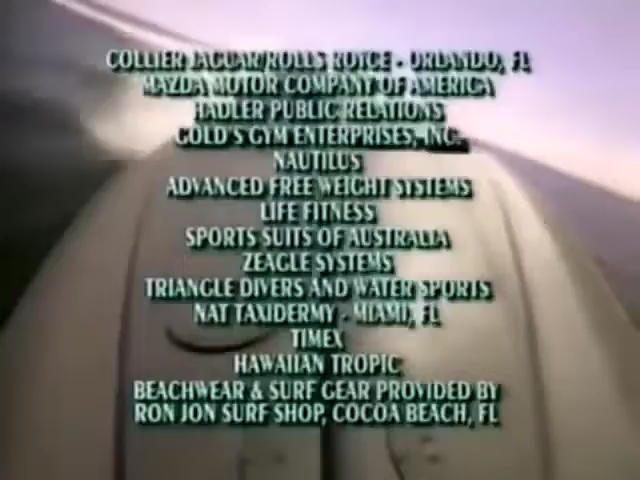 COLLIER JAGUAR/ROLLS ROYCE - ORLANDO, FL
MAZDA MOTOR COMPANY OF AMERICA
HADLER PUBLIC RELATIONS
GOLD'S GYM ENTERPRISES, INC.
NAUTILUS
ADVANCED FREE WEIGHT SYSTEMS
LIFE FITNESS
SPORTS SUITS OF AUSTRALIA
ZEAGLE SYSTEMS
TRIANGLE DIVERS AND WATER SPORTS
NAT TAXIDERMY - MIAMI, FL
TIMEX
HAWAIIAN TROPIC
BEACHWEAR & SURF GEAR PROVIDED BY
RON JON SURF SHOP, COCOA BEACH, FL